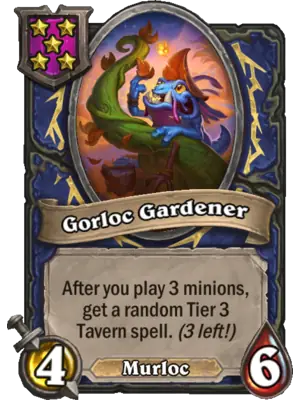 Gorloc Gardener
After you play 3 minions,
get a random Tier 3
Tavern spell. (3 left!)
4
Murloc
6